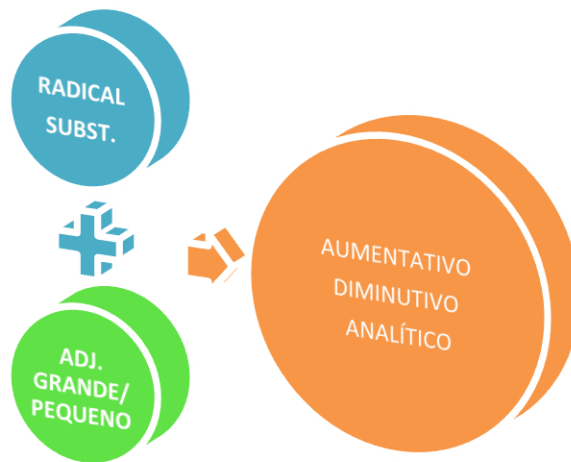 RADICAL
SUBST.
ADJ.
GRANDE/
PEQUENO
AUMENTATIVO
DIMINUTIVO
ANALÍTICO